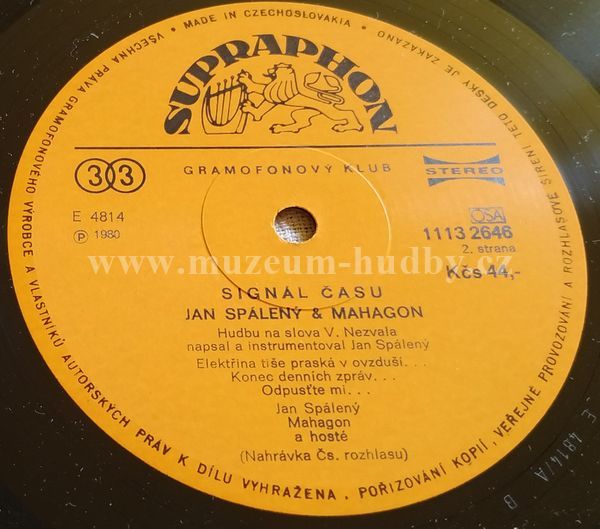 SUPRAPHON
33
GRAMOFONOVÝ KLUB
STEREO
E 4814
Ⓟ 1980
OSA
1113 2646
2. strana
Kčs 44,-
www.muzeum-hudby.cz
SIGNÁL ČASU
JAN SPÁLENÝ & MAHAGON
Hudbu na slova V. Nezvala
napsal a instrumentoval Jan Spálený
Elektřina tiše praská v ovzduší. . .
Konec denních zpráv. . .
Odpusťte mi. . .
Jan Spálený
Mahagon
a hosté
(Nahrávka Čs. rozhlasu)
• MADE IN CZECHOSLOVAKIA •
VŠECHNA PRÁVA GRAMOFONOVÉHO VÝROBCE A VLASTNÍKŮ AUTORSKÝCH PRÁV K DÍLU VYHRAŽENA. POŘIZOVÁNÍ KOPIÍ, VEŘEJNÉ PROVOZOVÁNÍ A ROZHLASOVÉ ŠÍŘENÍ TÉTO DESKY JE ZAKÁZÁNO
E 4814/A B